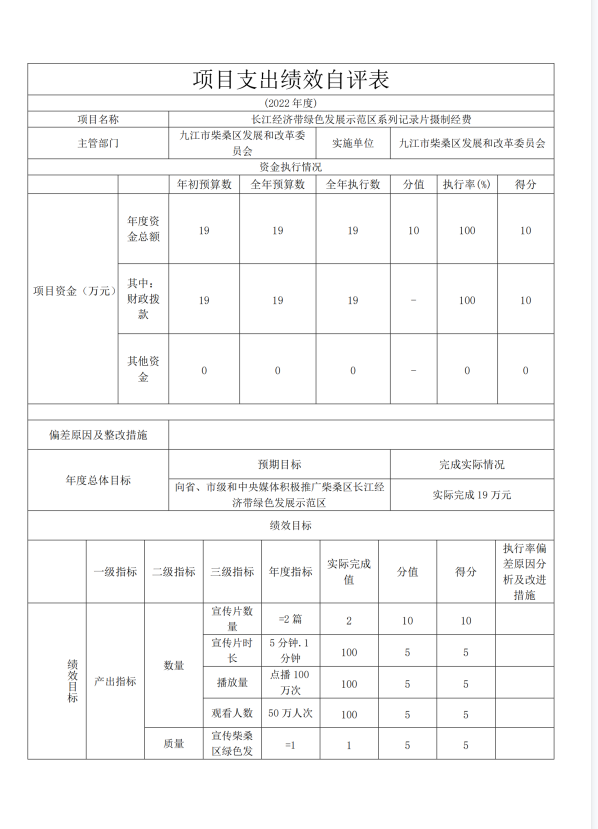 项目支出绩效自评表
(2022 年度)
项目名称 长江经济带绿色发展示范区系列记录片摄制经费
主管部门 九江市柴桑区发展和改革委员会 实施单位 九江市柴桑区发展和改革委员会
资金执行情况
年初预算数 全年预算数 全年执行数 分值 执行率(%) 得分
项目资金（万元） 年度资金总额 19 19 19 10 100 10
其中：财政拨款 19 19 19 － 100 10
其他资金 0 0 0 － 0 0
偏差原因及整改措施
年度总体目标 预期目标 完成实际情况
向省、市级和中央媒体积极推广柴桑区长江经济带绿色发展示范区 实际完成 19 万元
绩效目标
一级指标 二级指标 三级指标 年度指标 实际完成值 分值 得分 执行率偏差原因分析及改进措施
绩效目标 产出指标 数量 宣传片数量 =2 篇 2 10 10
宣传片时长 5 分钟,1 分钟 100 5 5
播放量 点播 100 万次 100 5 5
观看人数 50 万人次 100 5 5
质量 宣传柴桑区绿色发 =1 1 5 5